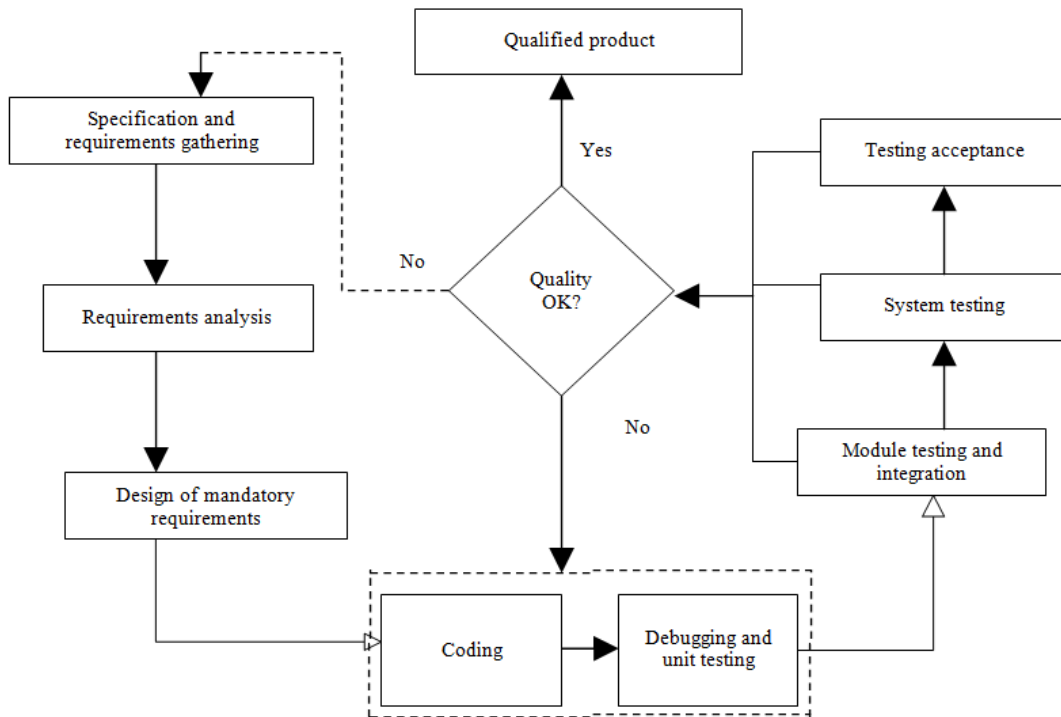 Qualified product
Specification and
requirements gathering
Yes
Testing acceptance
No
Quality
OK?
Requirements analysis
System testing
No
Module testing and
integration
Design of mandatory
requirements
Coding
Debugging and
unit testing